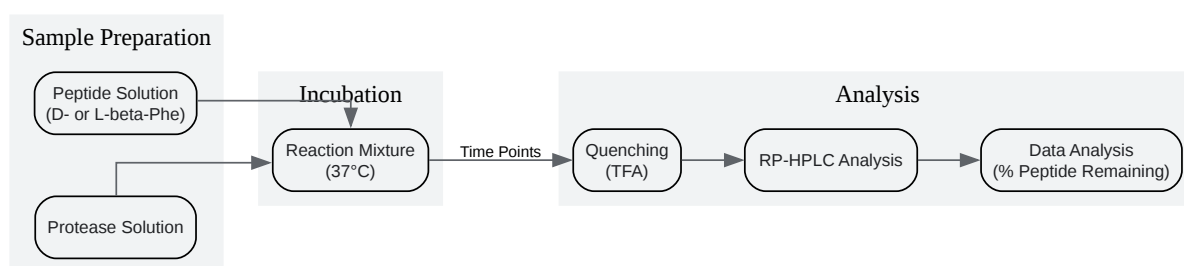 Sample Preparation
Peptide Solution
(D- or L-beta-Phe)
Protease Solution
Incubation
Reaction Mixture
(37°C)
Time Points
Analysis
Quenching
(TFA)
RP-HPLC Analysis
Data Analysis
(% Peptide Remaining)